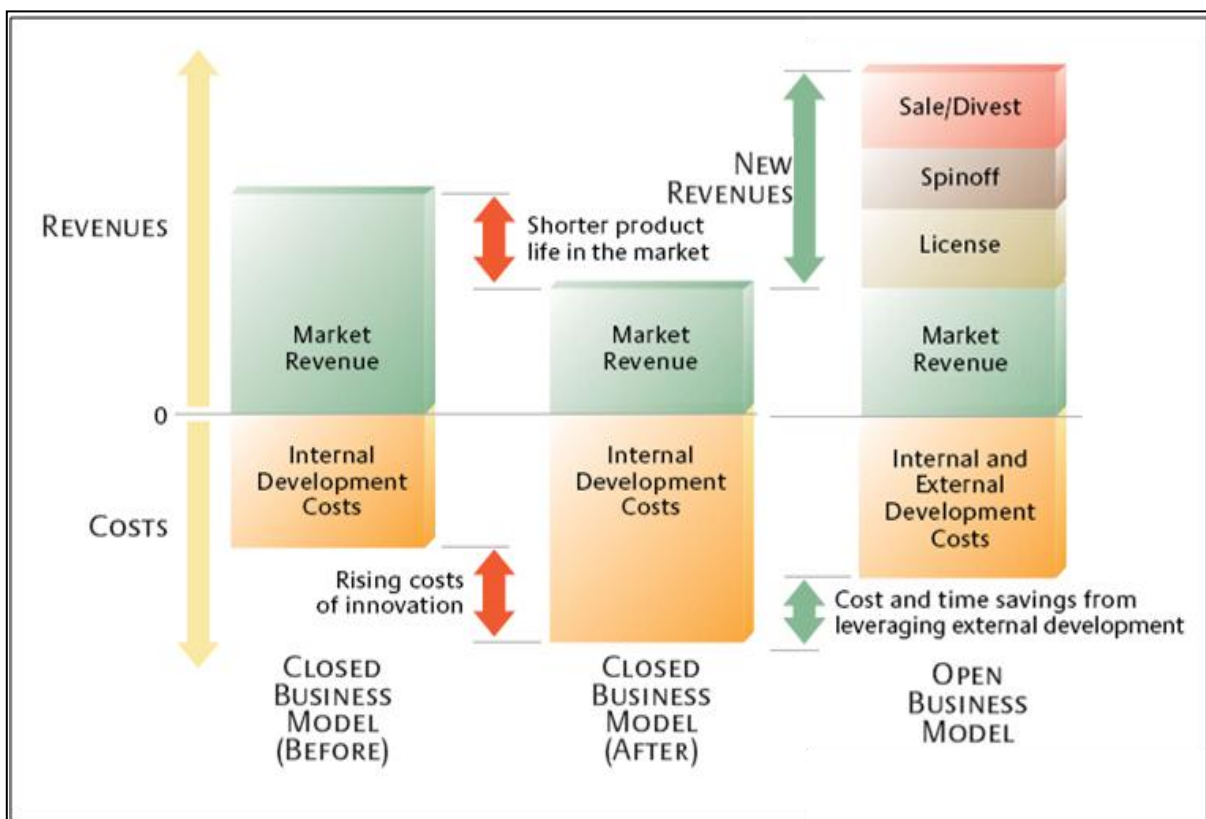 REVENUES
0
COSTS
Market
Revenue
Internal
Development
Costs
CLOSED
BUSINESS
MODEL
(BEFORE)
Shorter product
life in the market
Rising costs
of innovation
Market
Revenue
Internal
Development
Costs
CLOSED
BUSINESS
MODEL
(AFTER)
NEW
REVENUES
Sale/Divest
Spinoff
License
Market
Revenue
Internal and
External
Development
Costs
Cost and time savings from
leveraging external development
OPEN
BUSINESS
MODEL